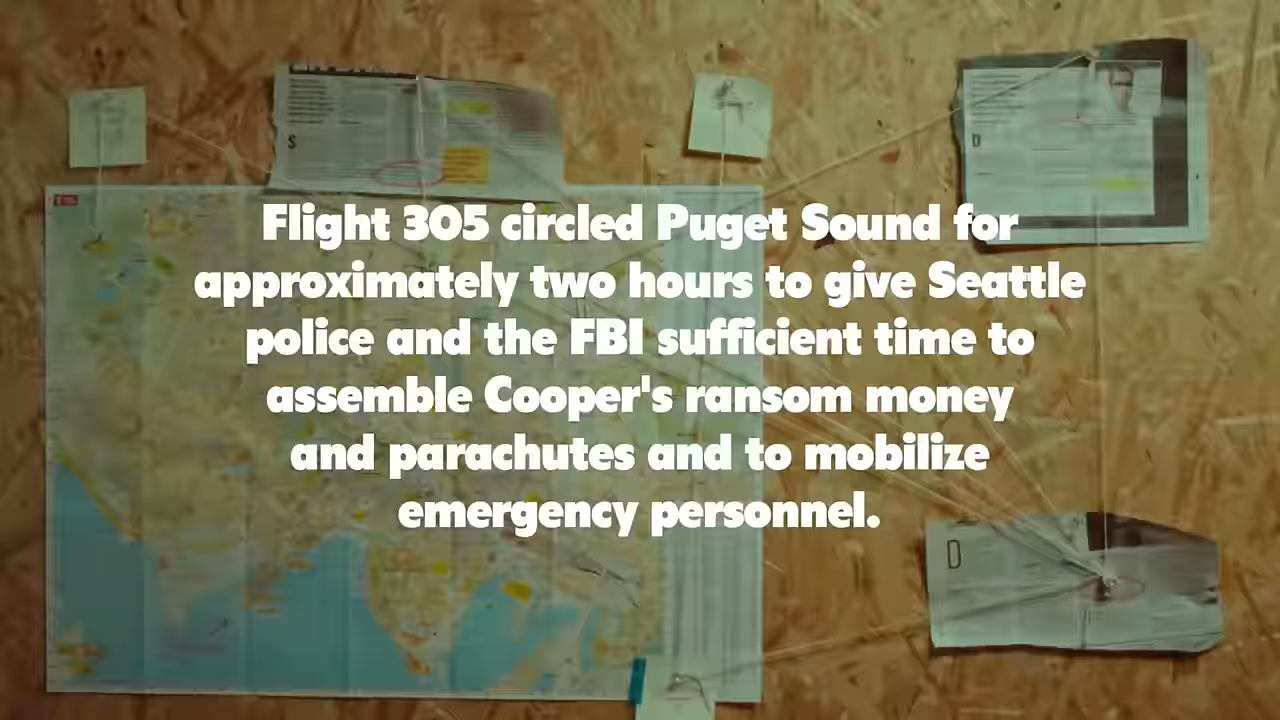 Flight 305 circled Puget Sound for
approximately two hours to give Seattle
police and the FBI sufficient time to
assemble Cooper's ransom money
and parachutes and to mobilize
emergency personnel.
S
D
D